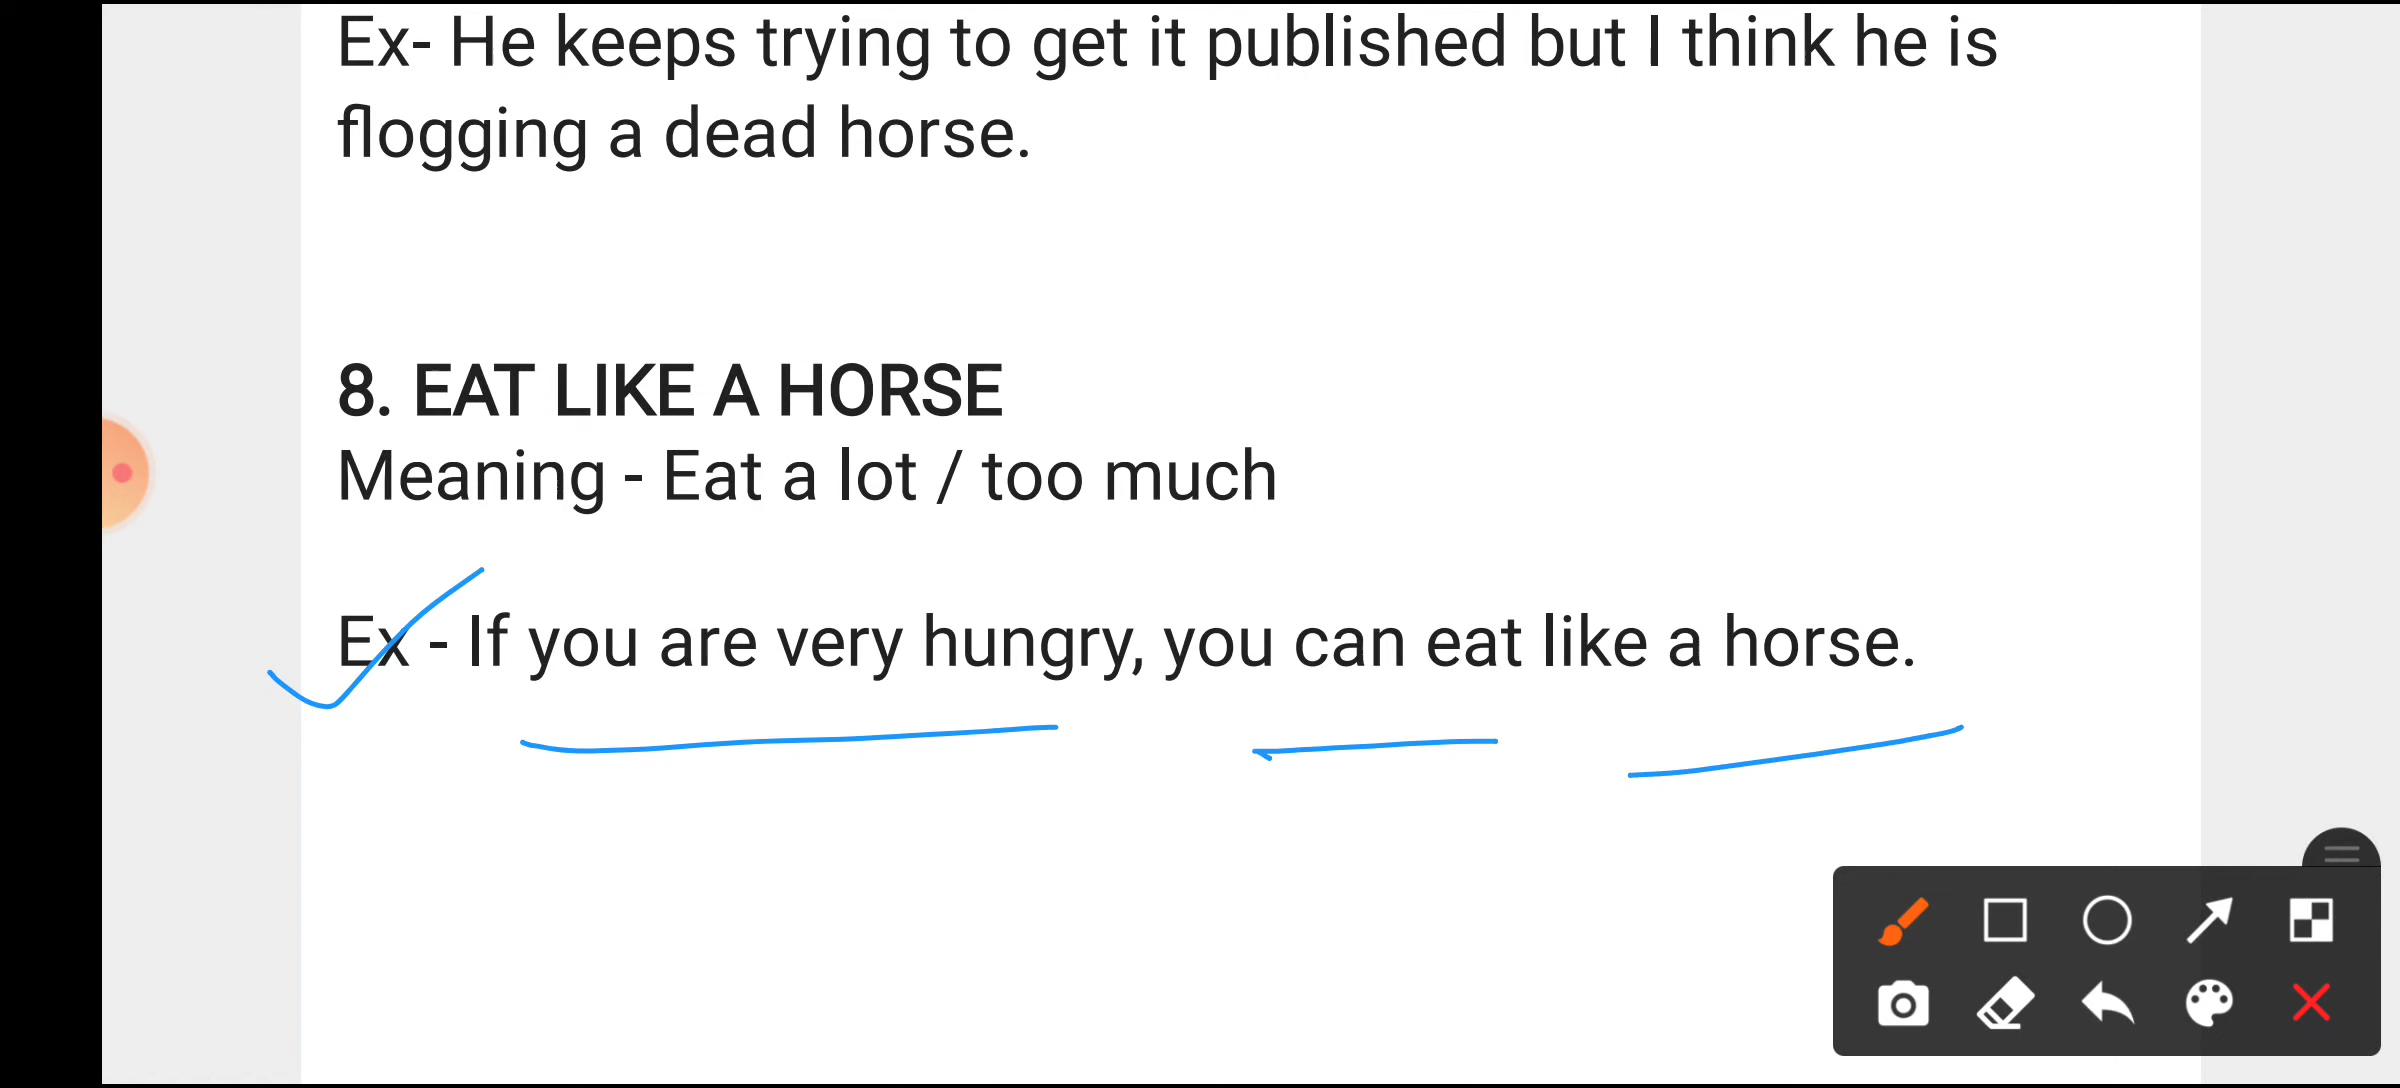 Ex- He keeps trying to get it published but I think he is
flogging a dead horse.
8. EAT LIKE A HORSE
Meaning - Eat a lot / too much
Ex - If you are very hungry, you can eat like a horse.